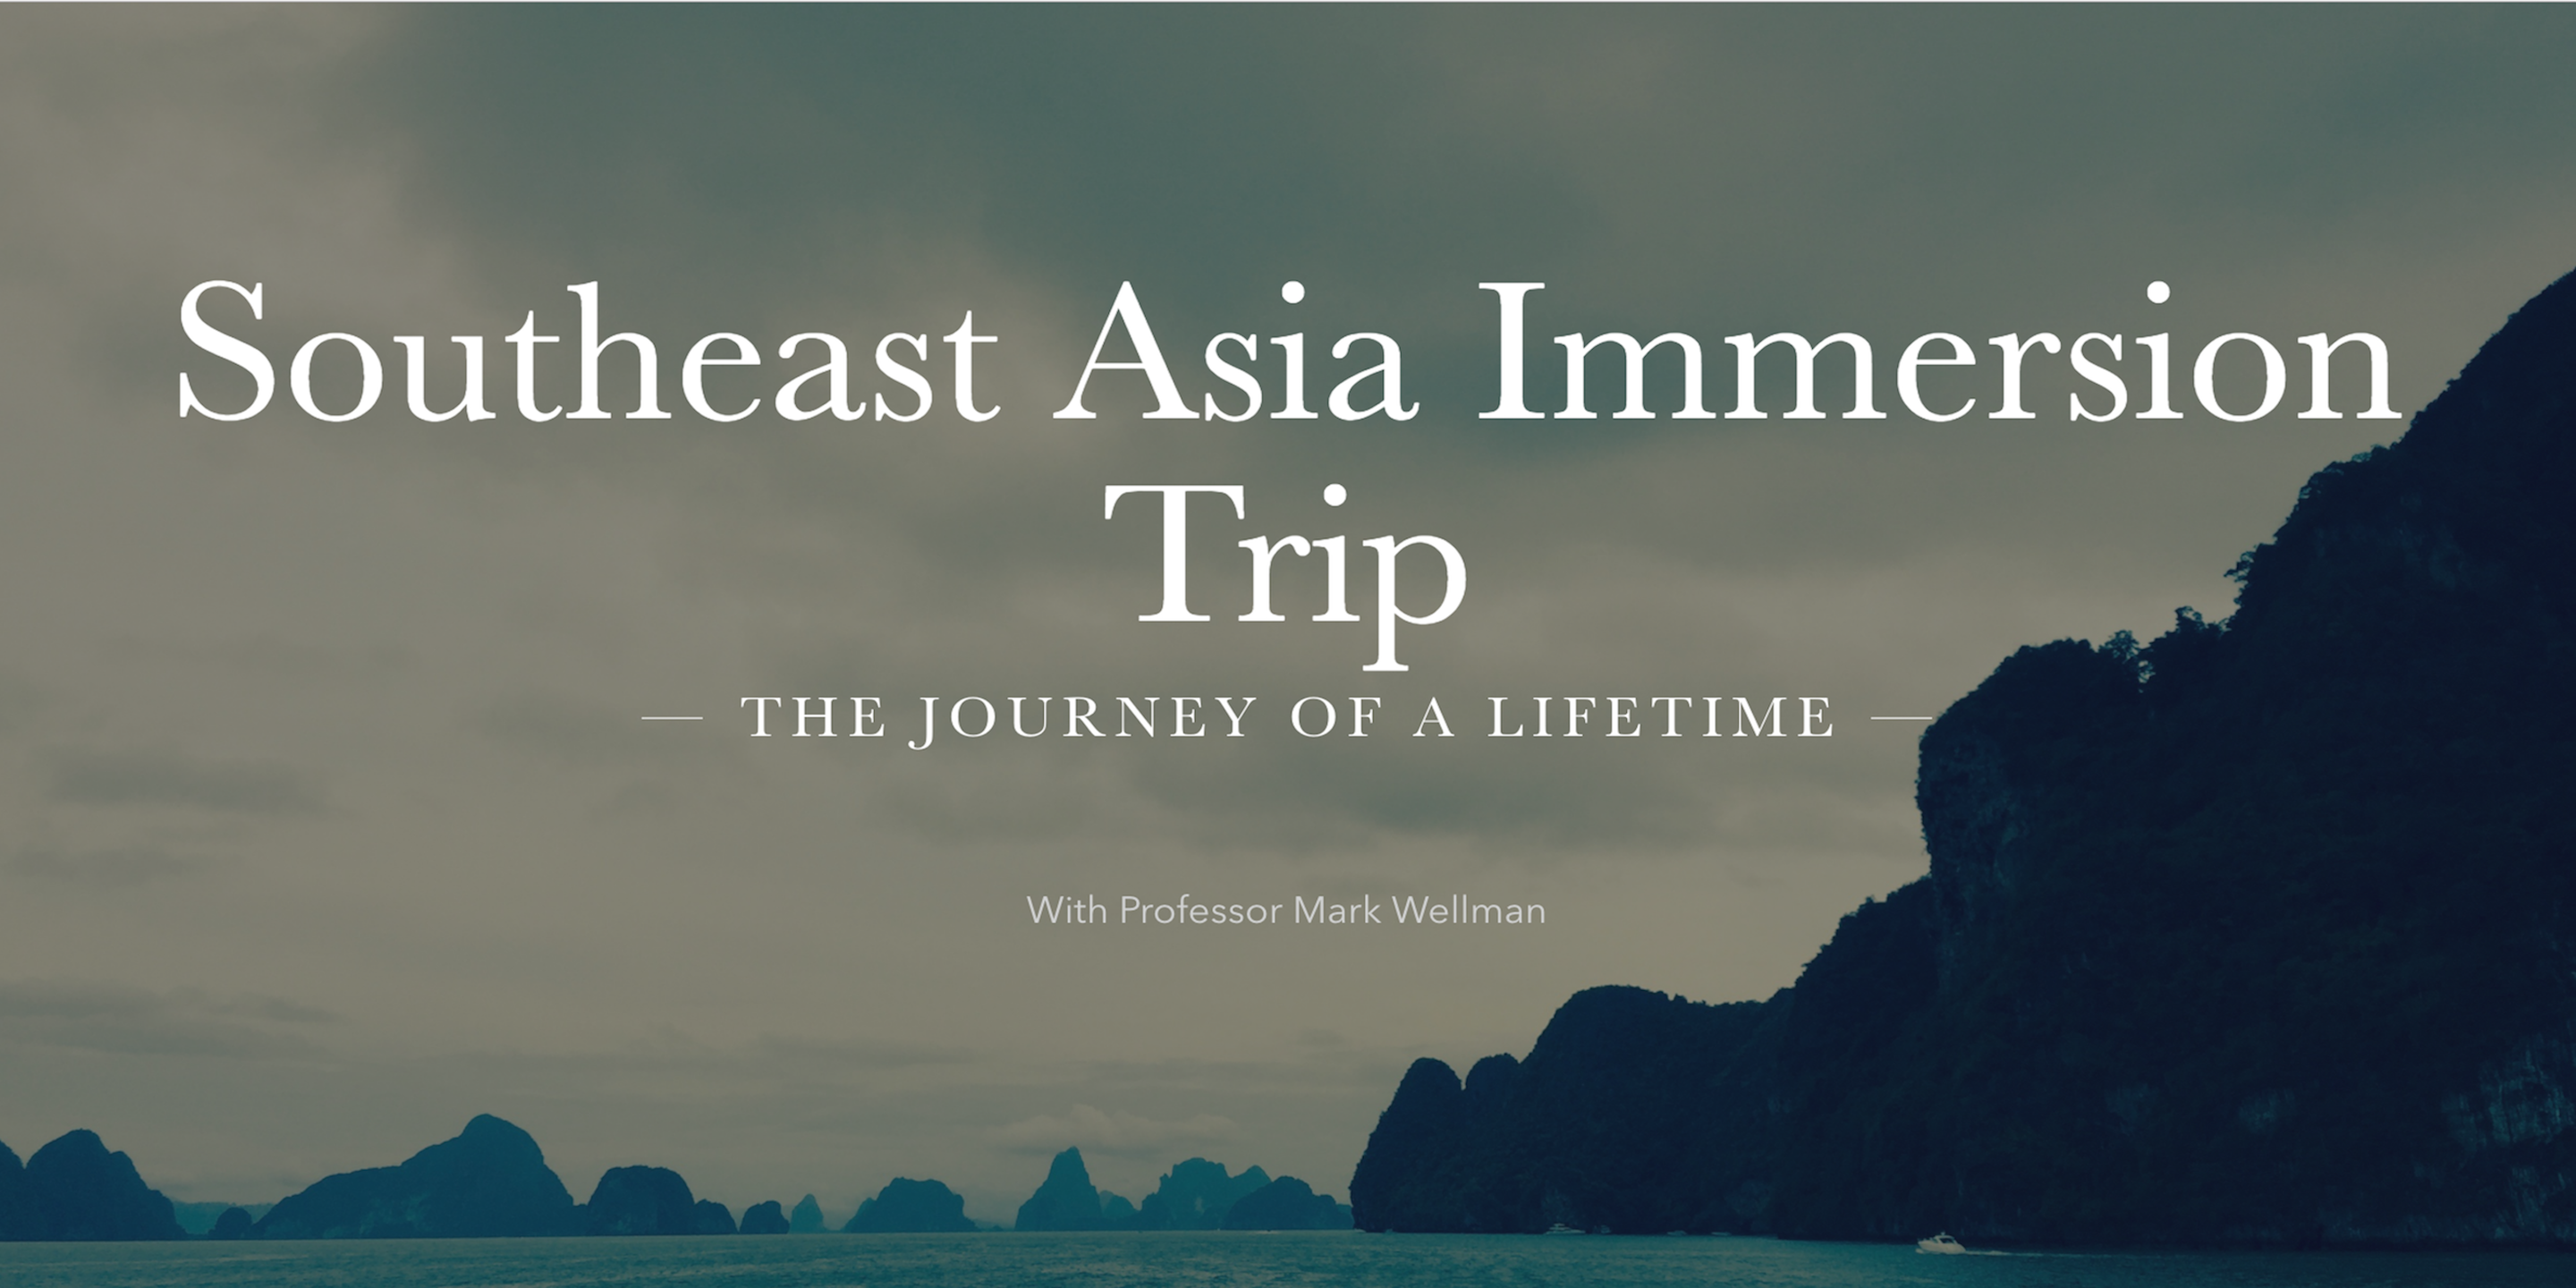 Southeast Asia Immersion
Trip
— THE JOURNEY OF A LIFETIME —
With Professor Mark Wellman